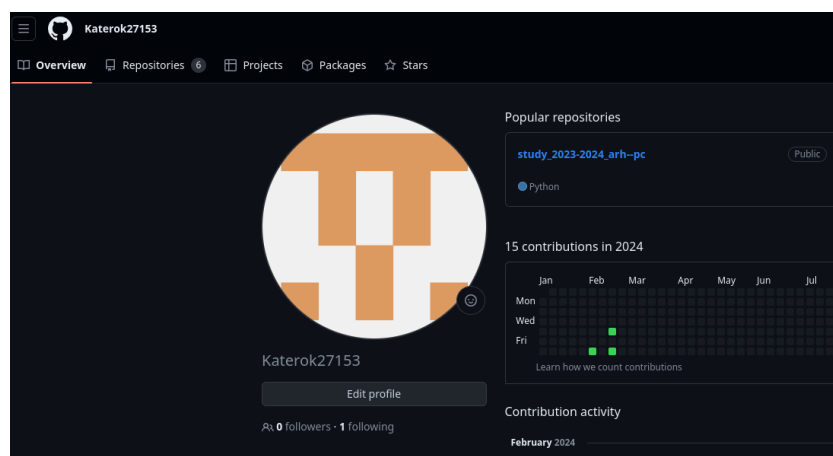 Katerok27153
Overview Repositories 6 Projects Packages Stars
Popular repositories
study_2023-2024_arh--pc Public
Python
15 contributions in 2024
Jan Feb Mar Apr May Jun Jul
Mon
Wed
Fri
Learn how we count contributions
Katerok27153
Edit profile
0 followers · 1 following
Contribution activity
February 2024